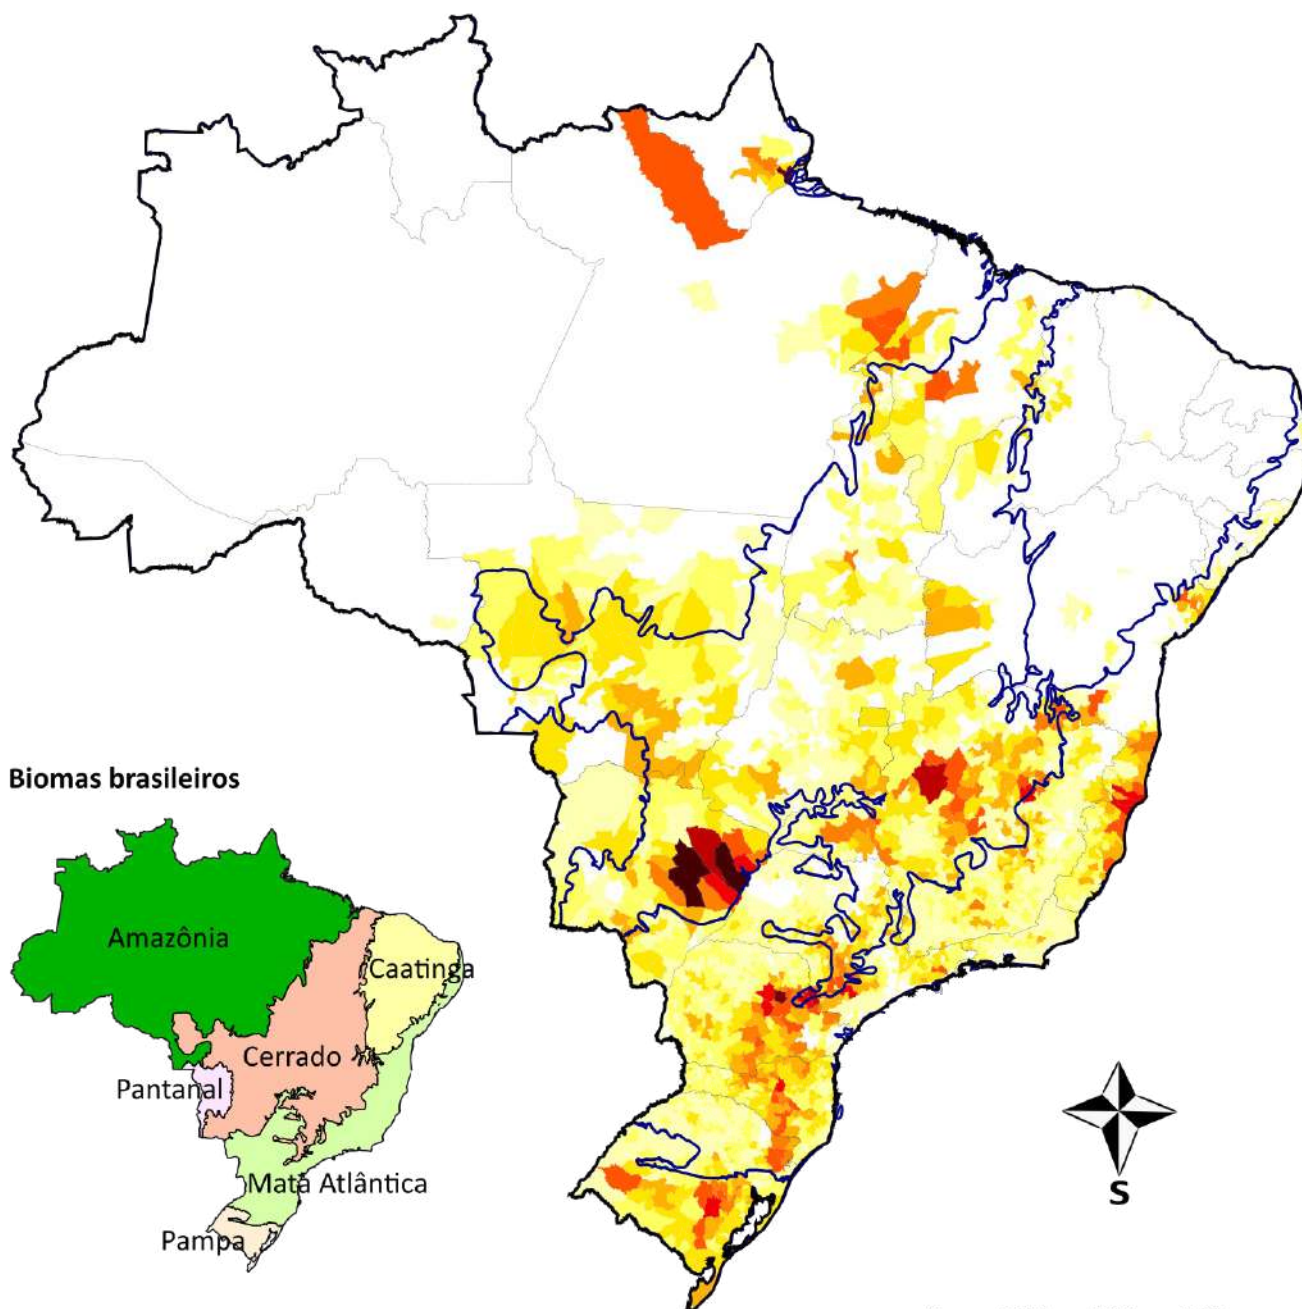 Biomas brasileiros
Amazônia
Caatinga
Cerrado
Pantanal
Mata Atlântica
Pampa
S